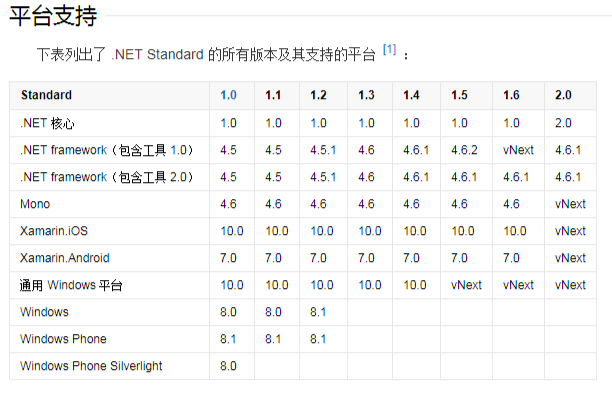 平台支持
下表列出了 .NET Standard 的所有版本及其支持的平台 [1] ：
Standard 1.0 1.1 1.2 1.3 1.4 1.5 1.6 2.0
.NET 核心 1.0 1.0 1.0 1.0 1.0 1.0 1.0 2.0
.NET framework（包含工具 1.0） 4.5 4.5 4.5.1 4.6 4.6.1 4.6.2 vNext 4.6.1
.NET framework（包含工具 2.0） 4.5 4.5 4.5.1 4.6 4.6.1 4.6.1 4.6.1 4.6.1
Mono 4.6 4.6 4.6 4.6 4.6 4.6 4.6 vNext
Xamarin.iOS 10.0 10.0 10.0 10.0 10.0 10.0 10.0 vNext
Xamarin.Android 7.0 7.0 7.0 7.0 7.0 7.0 7.0 vNext
通用 Windows 平台 10.0 10.0 10.0 10.0 10.0 vNext vNext vNext
Windows 8.0 8.0 8.1
Windows Phone 8.1 8.1 8.1
Windows Phone Silverlight 8.0